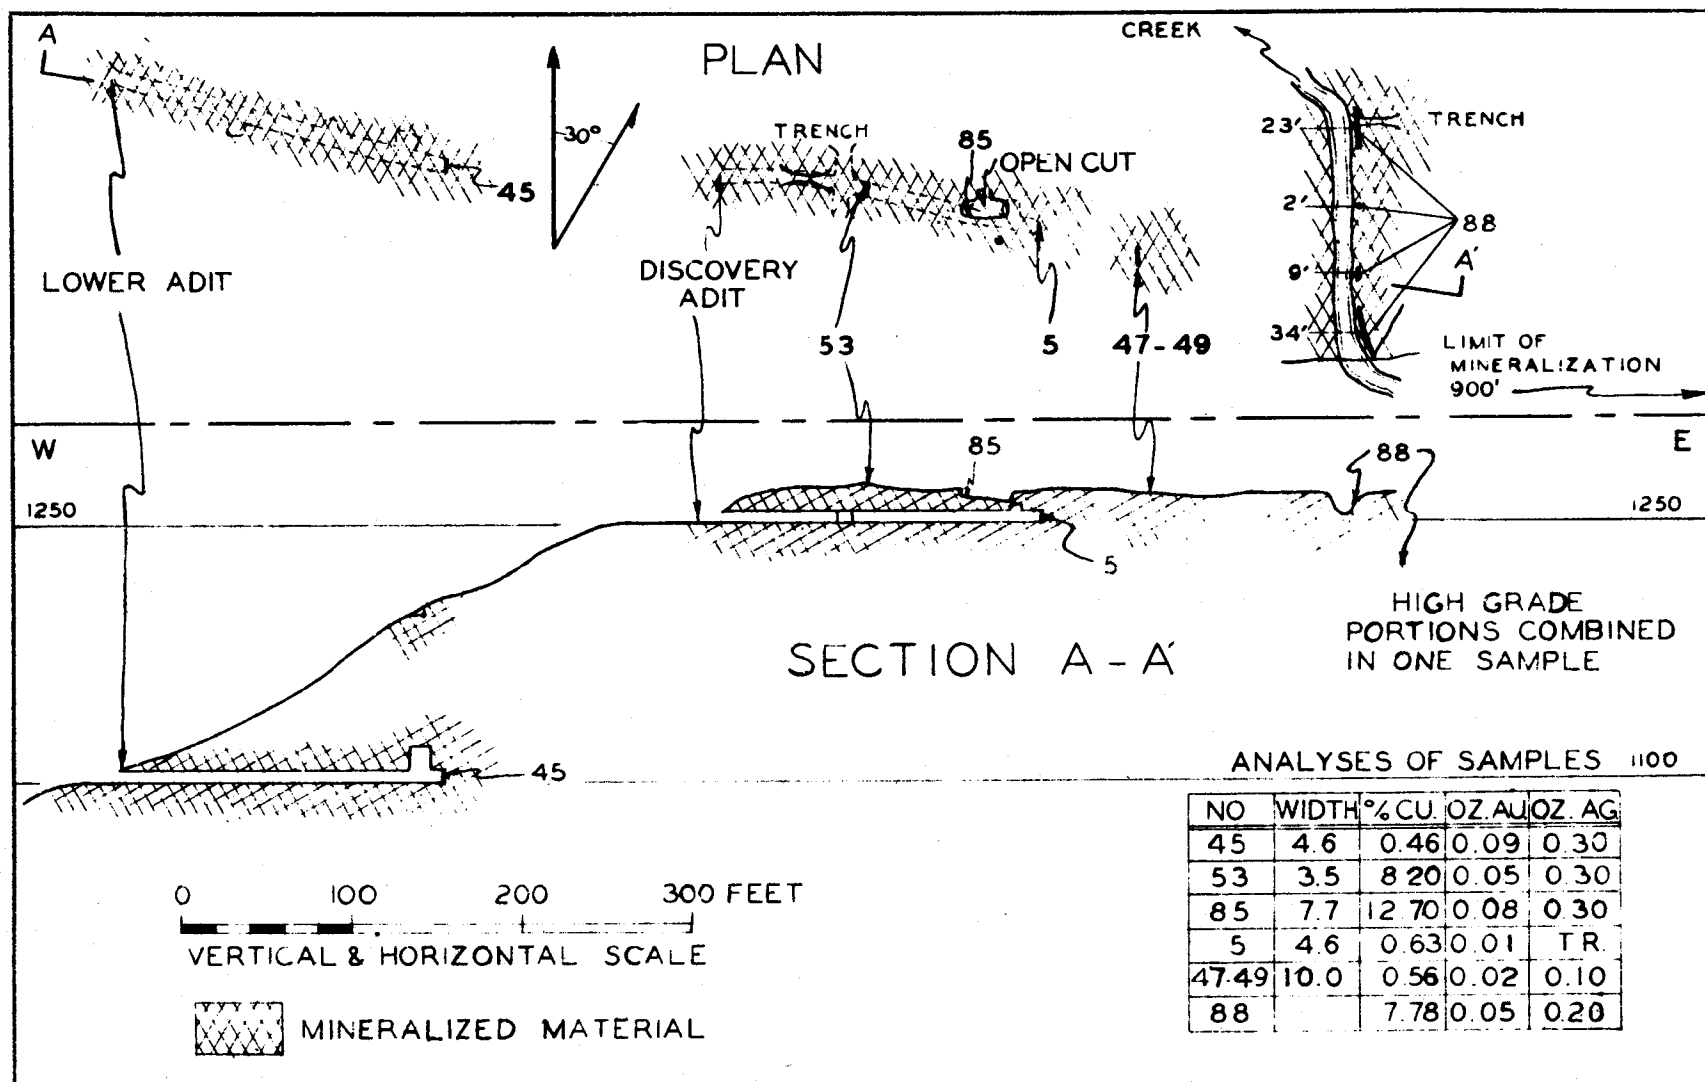 A
PLAN
CREEK
30°
TRENCH
85
OPEN CUT
23'
TRENCH
45
2'
88
LOWER ADIT
DISCOVERY
ADIT
9'
A'
53
5
47-49
34'
LIMIT OF
MINERALIZATION
900'
W
E
85
88
1250
1250
5
HIGH GRADE
PORTIONS COMBINED
IN ONE SAMPLE
SECTION A-A'
45
ANALYSES OF SAMPLES 1100
NO WIDTH % CU. OZ. AU OZ. AG
45 4.6 0.46 0.09 0.30
53 3.5 8 20 0.05 0.30
85 7.7 12 70 0.08 0.30
5 4.6 0.63 0.01 TR.
47-49 10.0 0.56 0.02 0.10
88 7.78 0.05 0.20
0 100 200 300 FEET
VERTICAL & HORIZONTAL SCALE
MINERALIZED MATERIAL